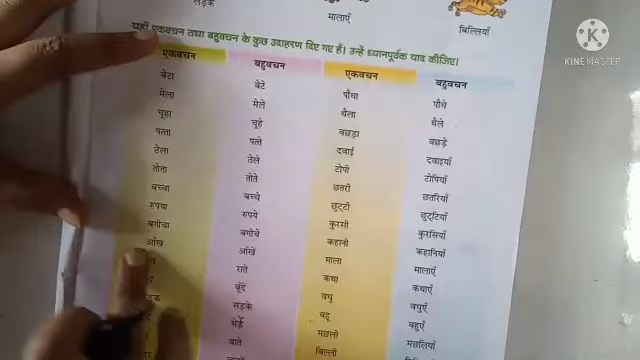 लड़के
मालाएँ
बिल्लियाँ
यहाँ एकवचन तथा बहुवचन के कुछ उदाहरण दिए गए हैं। उन्हें ध्यानपूर्वक याद कीजिए।
एकवचन बहुवचन एकवचन बहुवचन
बेटा बेटे पौधा पौधे
मेला मेले थैला थैले
चूहा चूहे बछड़ा बछड़े
पत्ता पत्ते दवाई दवाइयाँ
ठेला ठेले टोपी टोपियाँ
तोता तोते छतरी छतरियाँ
बच्चा बच्चे छुट्टी छुट्टियाँ
रुपया रुपये कुरसी कुरसियाँ
बगीचा बगीचे कहानी कहानियाँ
आँख आँखें माला मालाएँ
रातें कथा कथाएँ
बूँदें वधू वधुएँ
सड़कें बहू बहुएँ
भेड़ें मछली मछलियाँ
बातें बिल्ली
KINEMASTER